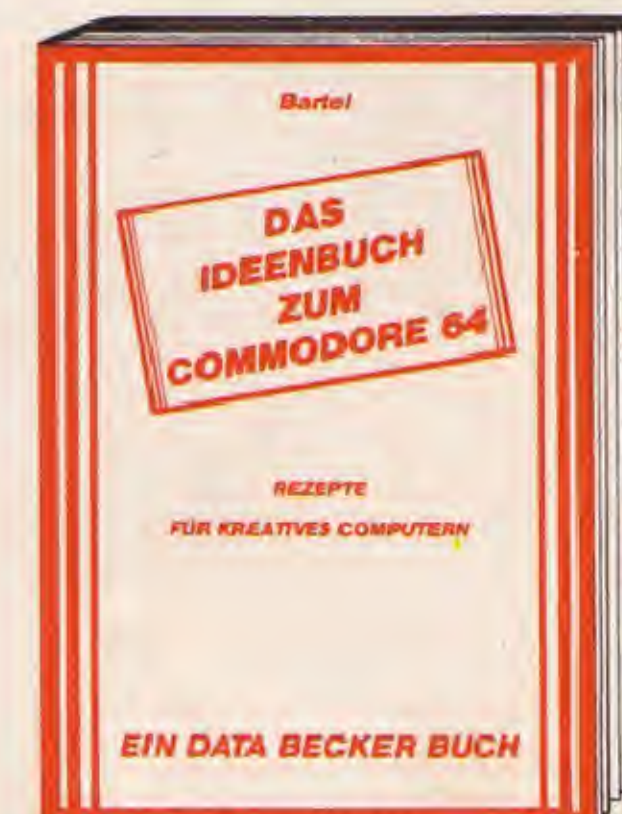 Bartel
DAS
IDEENBUCH
ZUM
COMMODORE 64
REZEPTE
FÜR KREATIVES COMPUTERN
EIN DATA BECKER BUCH